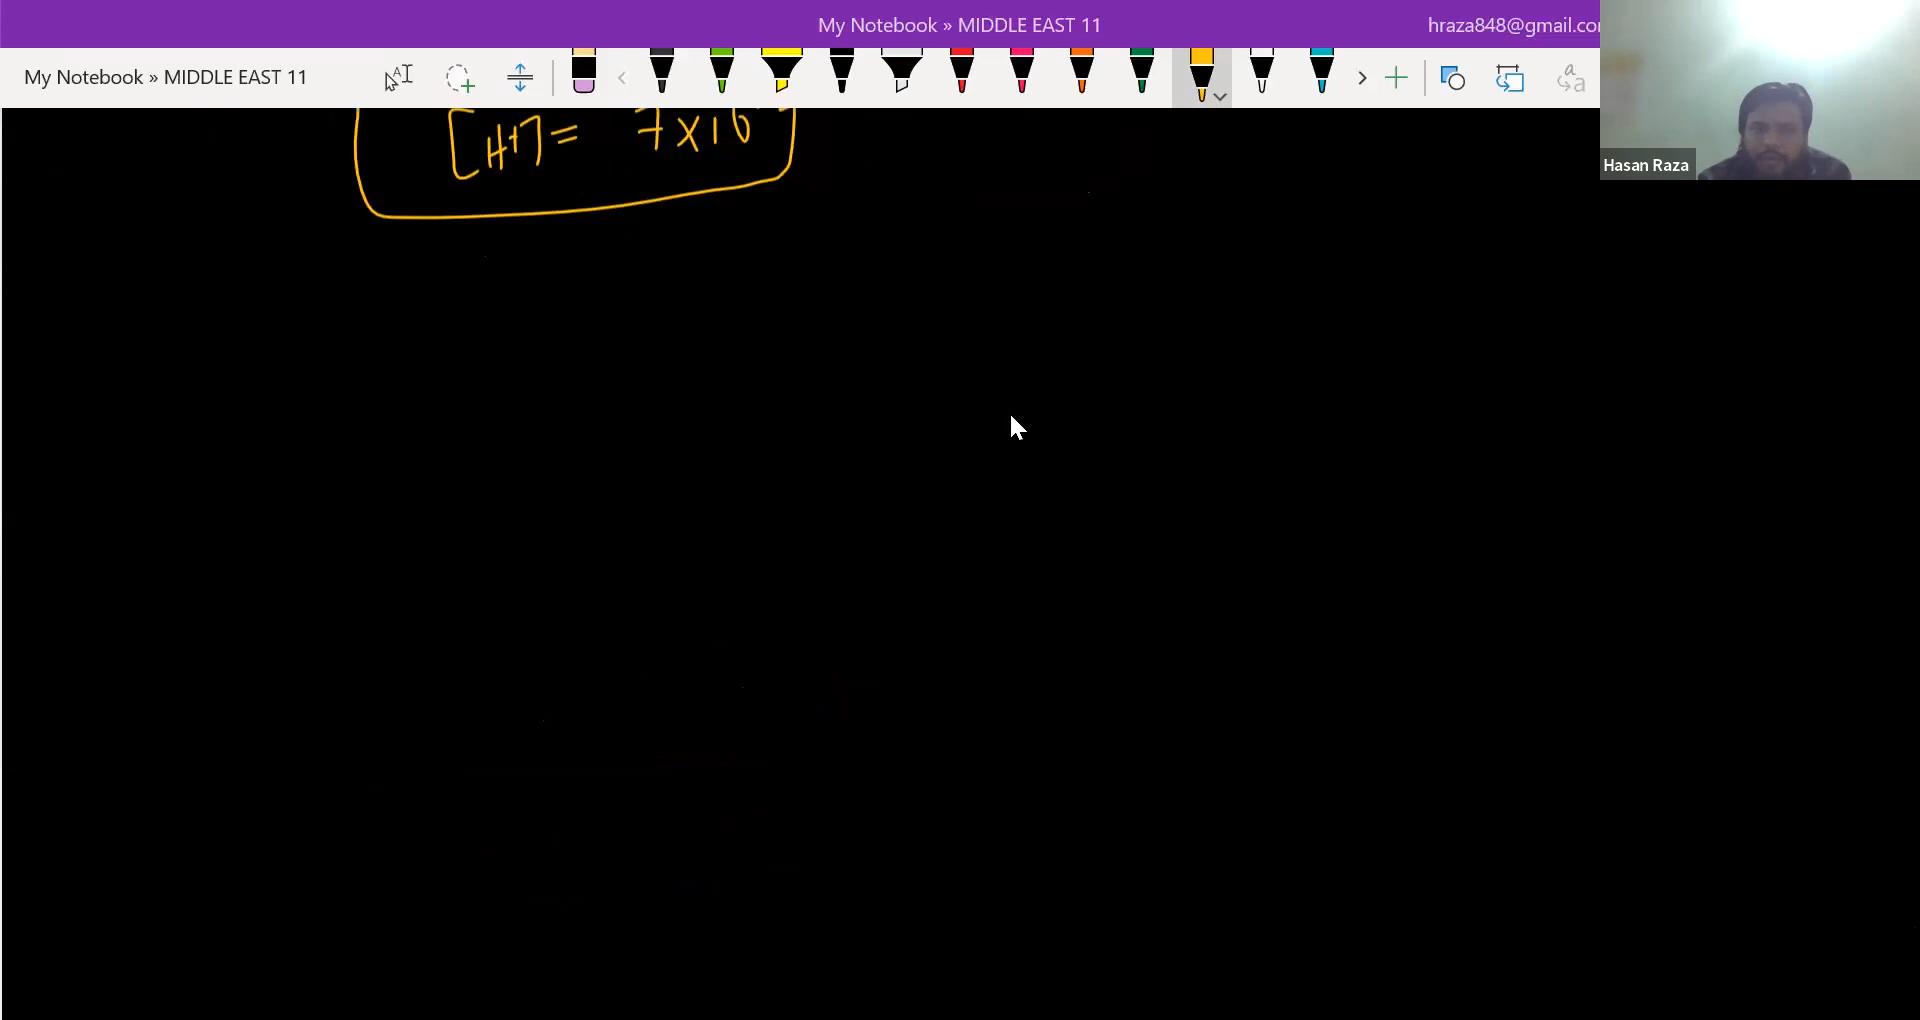 My Notebook » MIDDLE EAST 11
hraza848@gmail.co
My Notebook » MIDDLE EAST 11
Hasan Raza
[H+] = 7x10